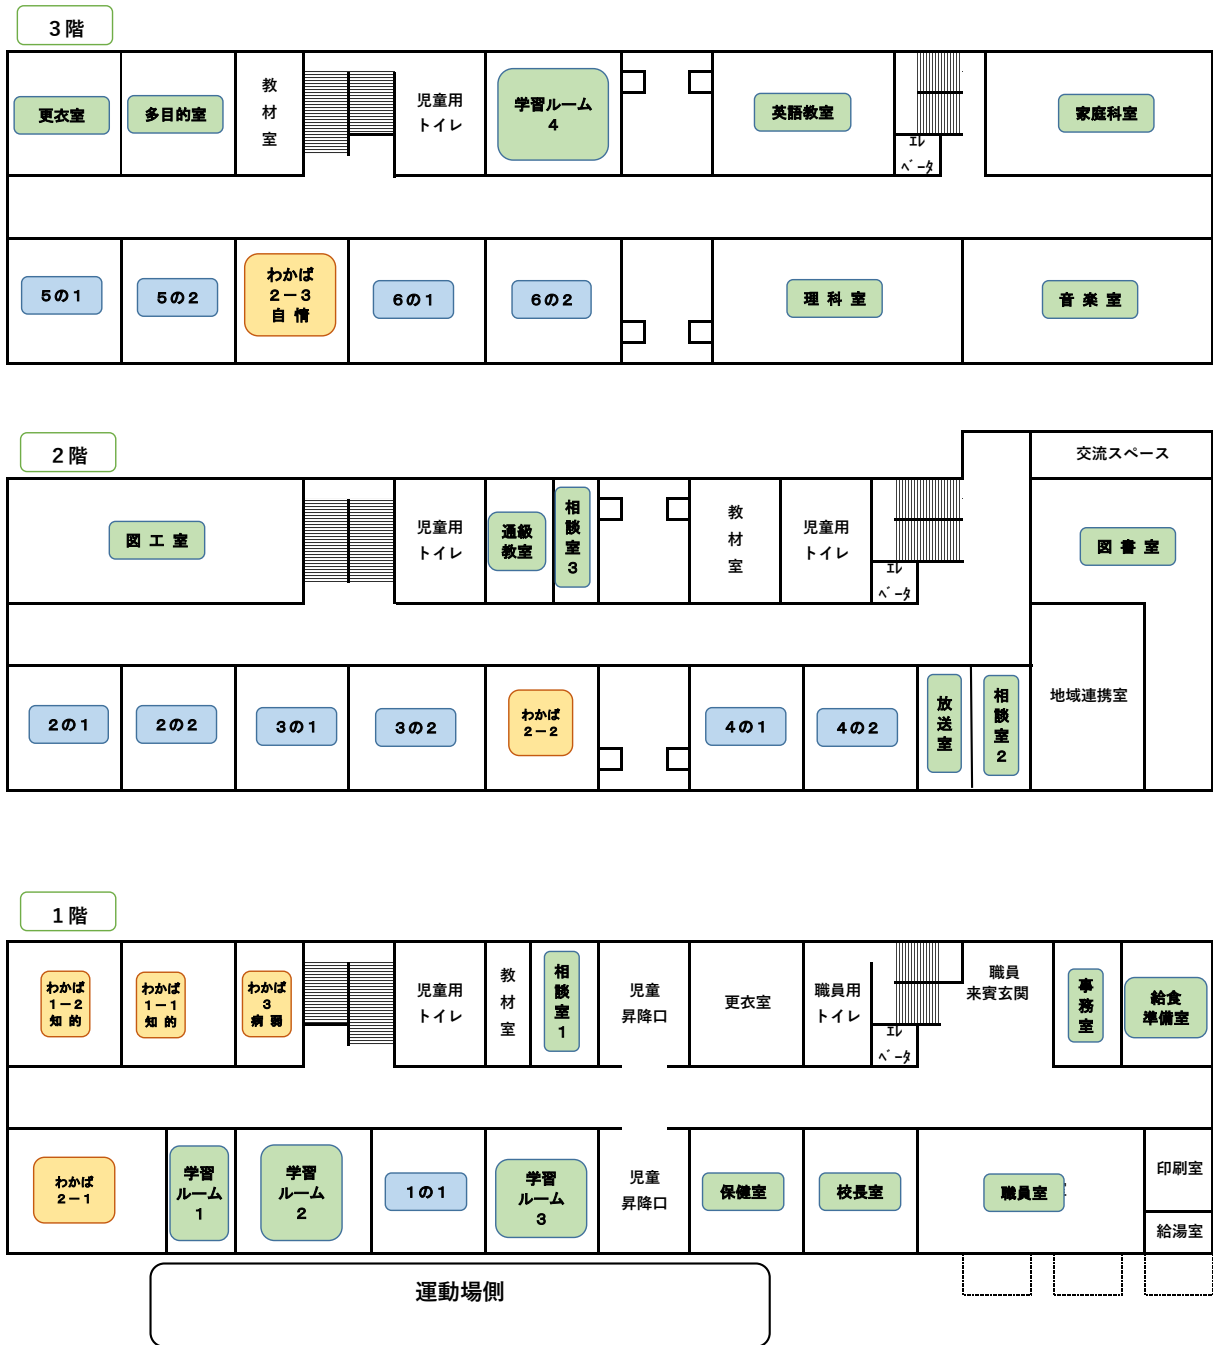 ３階
更衣室
多目的室
教
材
室
児童用
トイレ
学習ルーム
４
英語教室
エレ
ベータ
家庭科室
５の１
５の２
わかば
２－３
自 情
６の１
６の２
理 科 室
音 楽 室
２階
交流スペース
図 工 室
児童用
トイレ
通級
教室
相
談
室
３
教
材
室
児童用
トイレ
エレ
ベータ
図 書 室
２の１
２の２
３の１
３の２
わかば
２－２
４の１
４の２
放
送
室
相
談
室
２
地域連携室
１階
わかば
１－２
知 的
わかば
１－１
知 的
わかば
３
病 弱
児童用
トイレ
教
材
室
相
談
室
１
児童
昇降口
更衣室
職員用
トイレ
エレ
ベータ
職員
来賓玄関
事
務
室
給食
準備室
わかば
２－１
学習
ルーム
１
学習
ルーム
２
１の１
学習
ルーム
３
児童
昇降口
保健室
校長室
職員室
印刷室
給湯室
運動場側